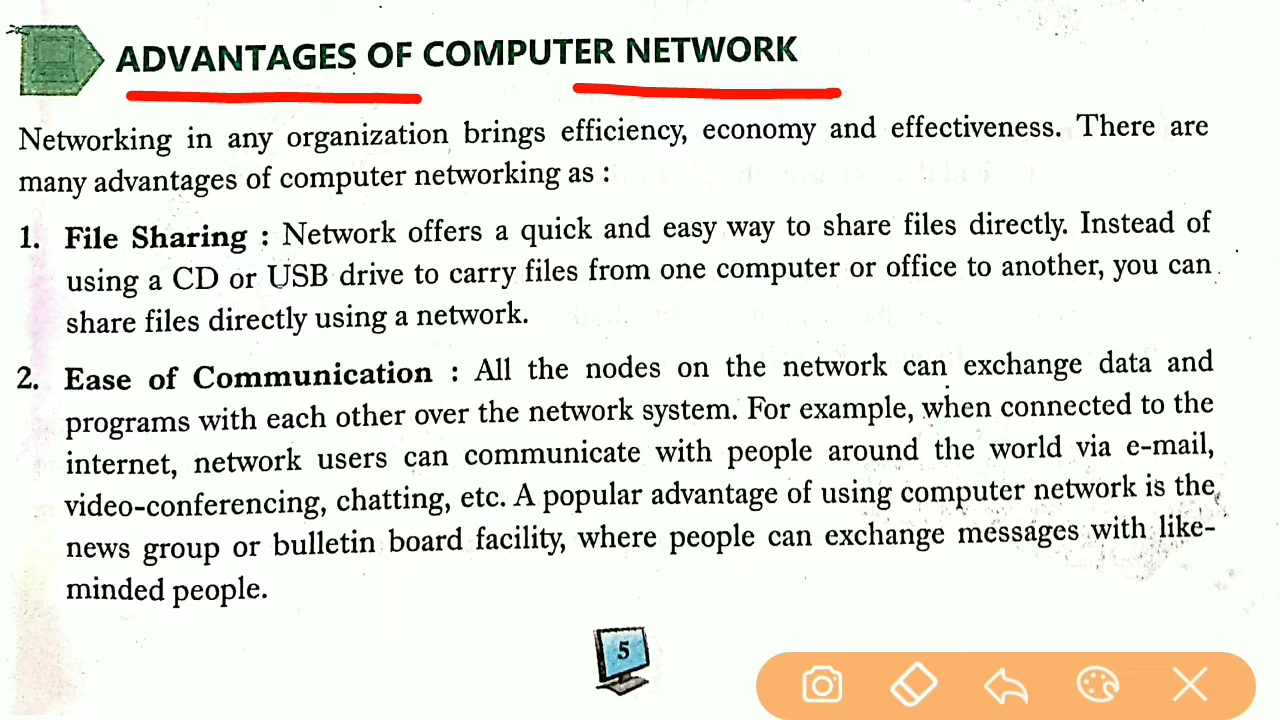 ADVANTAGES OF COMPUTER NETWORK
Networking in any organization brings efficiency, economy and effectiveness. There are
many advantages of computer networking as :
1. File Sharing : Network offers a quick and easy way to share files directly. Instead of
using a CD or USB drive to carry files from one computer or office to another, you can
share files directly using a network.
2. Ease of Communication : All the nodes on the network can exchange data and
programs with each other over the network system. For example, when connected to the
internet, network users can communicate with people around the world via e-mail,
video-conferencing, chatting, etc. A popular advantage of using computer network is the
news group or bulletin board facility, where people can exchange messages with like-
minded people.
5